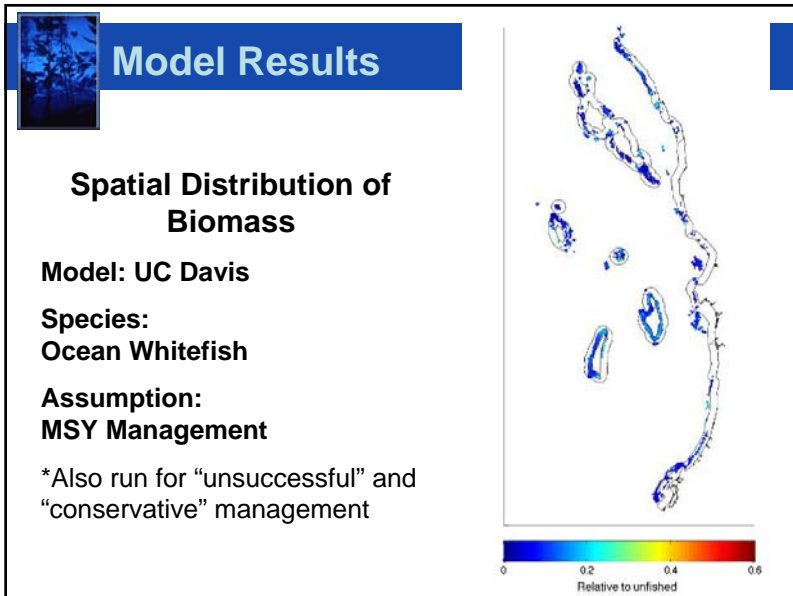 Model Results
Spatial Distribution of
Biomass
Model: UC Davis
Species:
Ocean Whitefish
Assumption:
MSY Management
*Also run for “unsuccessful” and
“conservative” management
0 0.2 0.4 0.6
Relative to unfished